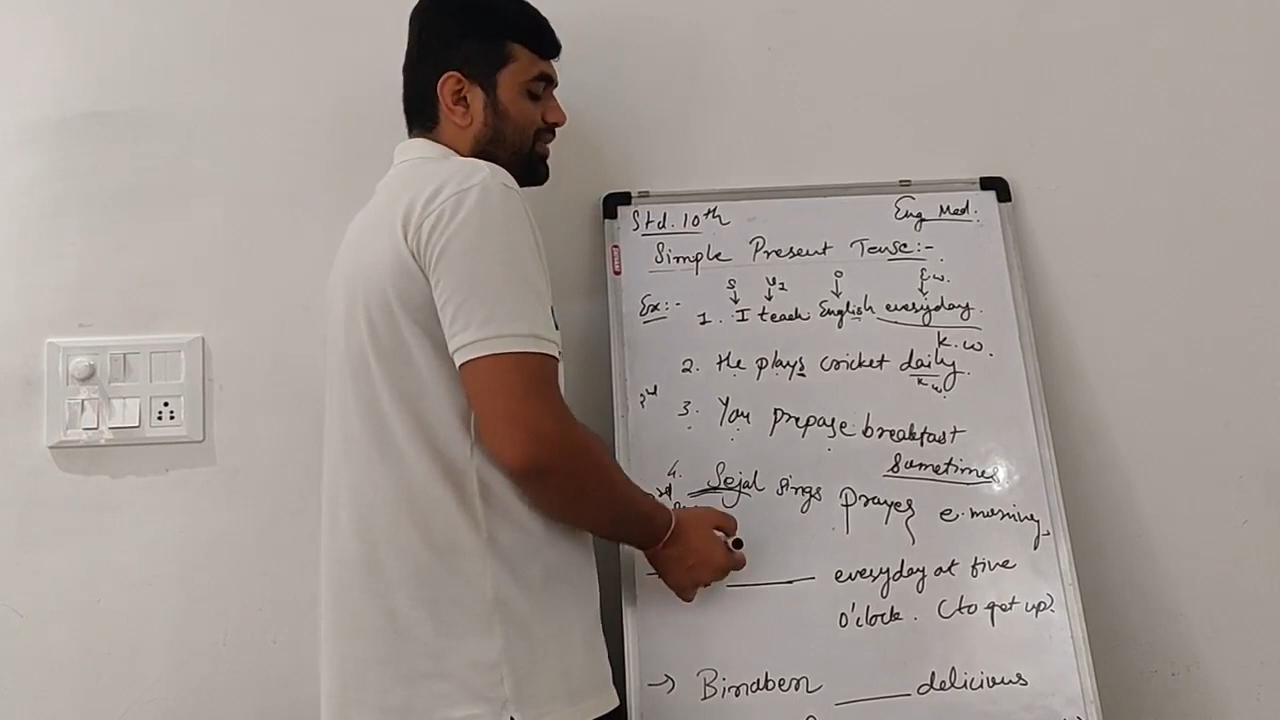 Std. 10th Eng Med.
Simple Present Tense:-
S V1 O E.w.
Ex:- 1. I teach English everyday.
K.w.
2. He plays cricket daily.
K.w.
3. You prepare breakfast
Sometimes
4. Sejal sings prayer e.morning.
everyday at five
o'clock. (to get up)
→ Binaben ____ delicious